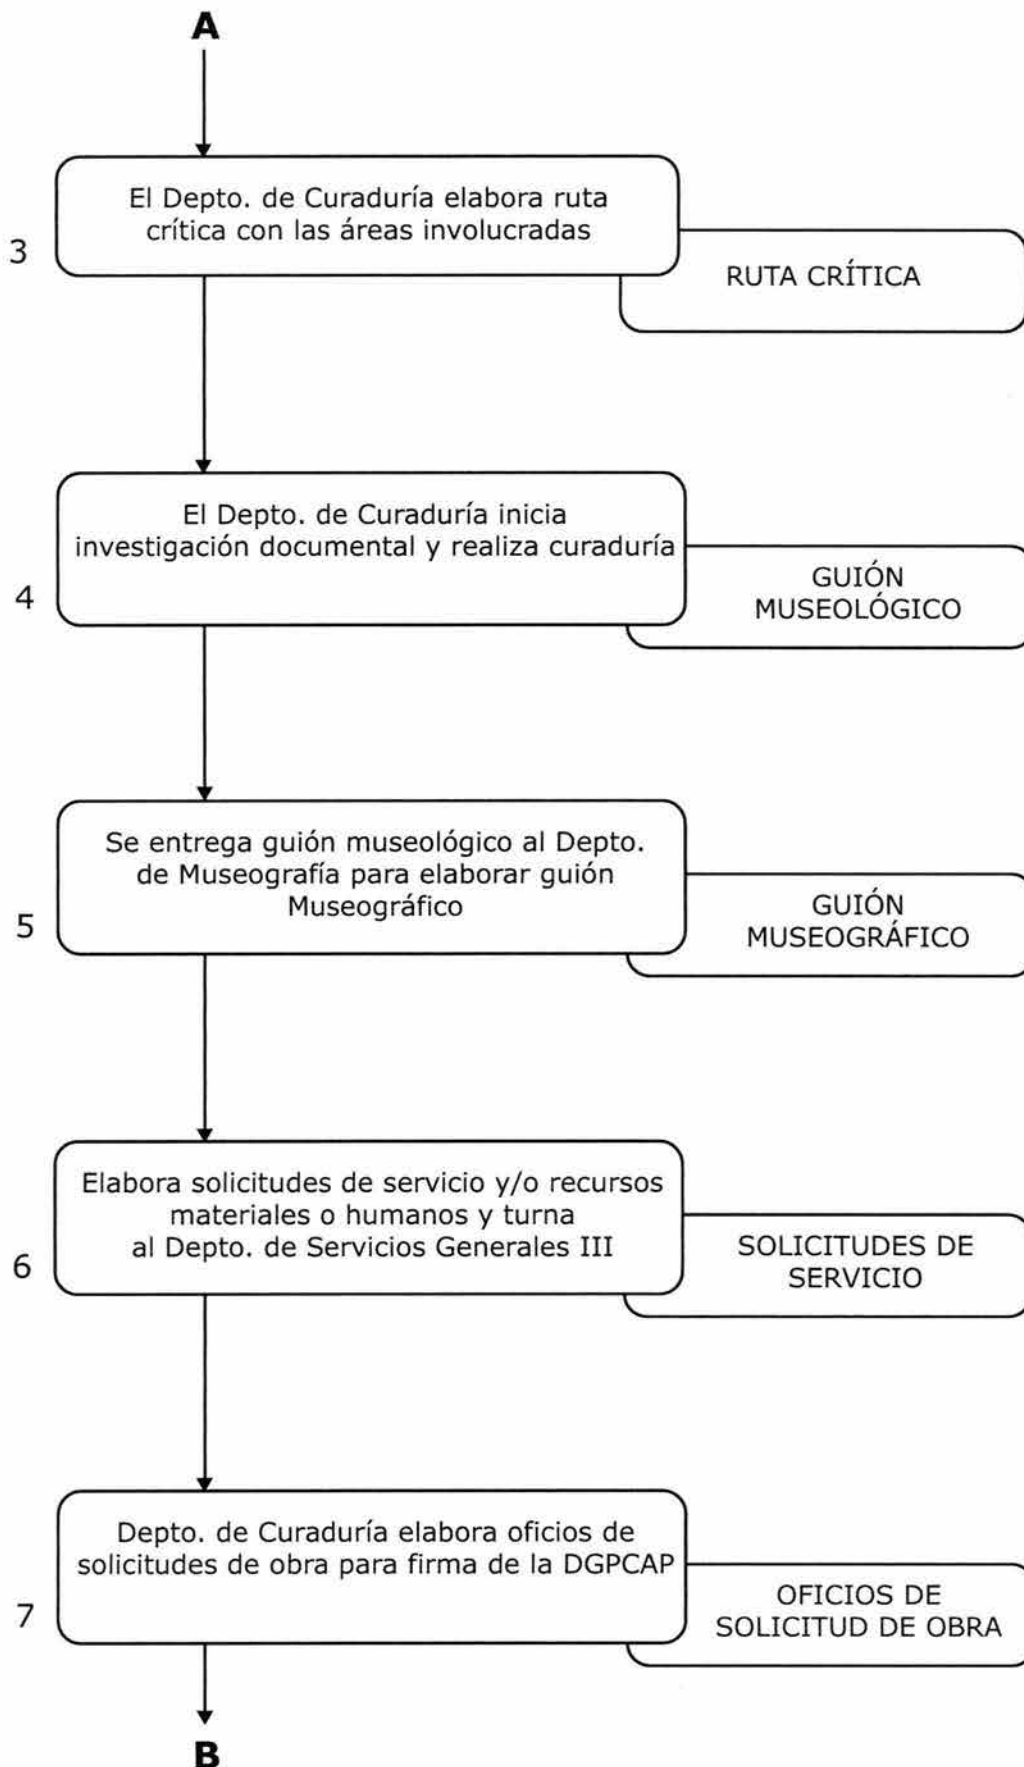 A
El Depto. de Curaduría elabora ruta
crítica con las áreas involucradas
3
RUTA CRÍTICA
El Depto. de Curaduría inicia
investigación documental y realiza curaduría
4
GUIÓN
MUSEOLÓGICO
Se entrega guión museológico al Depto.
de Museografía para elaborar guión
Museográfico
5
GUIÓN
MUSEOGRÁFICO
Elabora solicitudes de servicio y/o recursos
materiales o humanos y turna
al Depto. de Servicios Generales III
6
SOLICITUDES DE
SERVICIO
Depto. de Curaduría elabora oficios de
solicitudes de obra para firma de la DGPCAP
7
OFICIOS DE
SOLICITUD DE OBRA
B